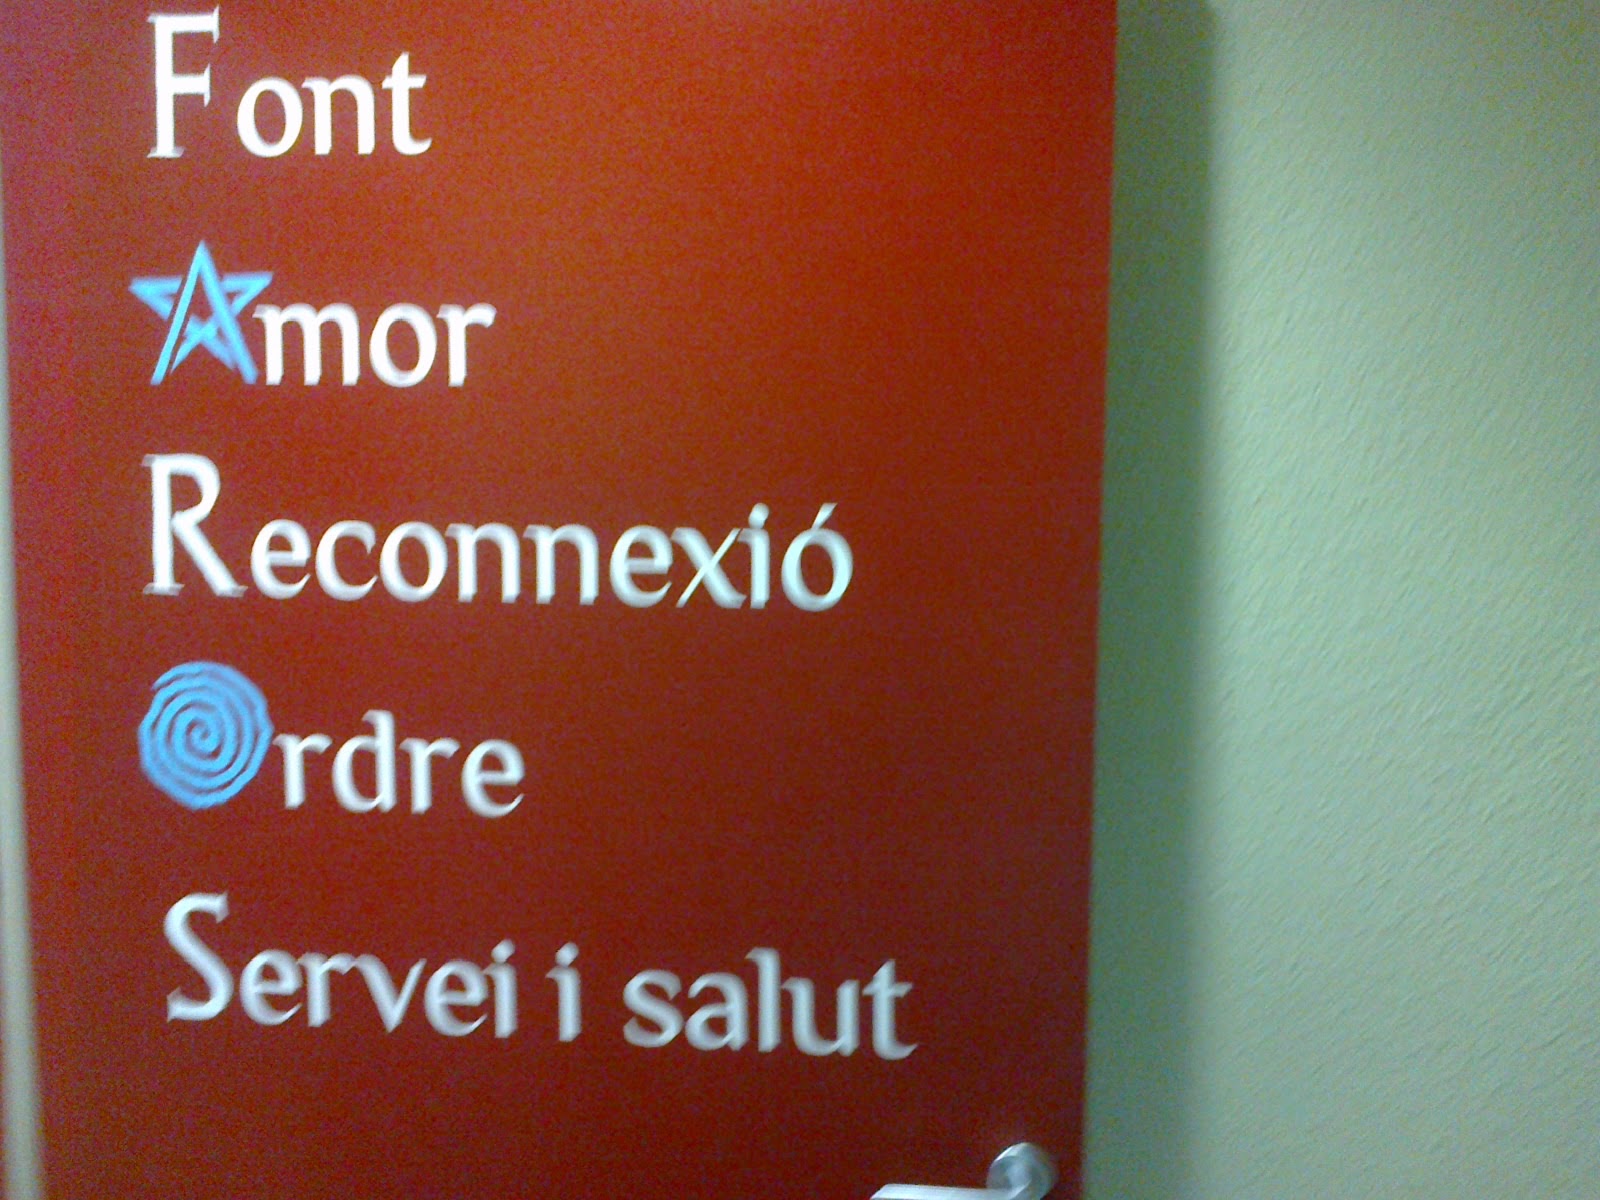 Font
Amor
Reconnexió
Ordre
Servei i salut